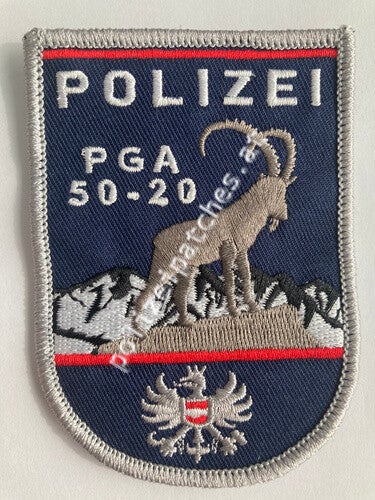 POLIZEI
PGA
50-20
polizeipatches.at